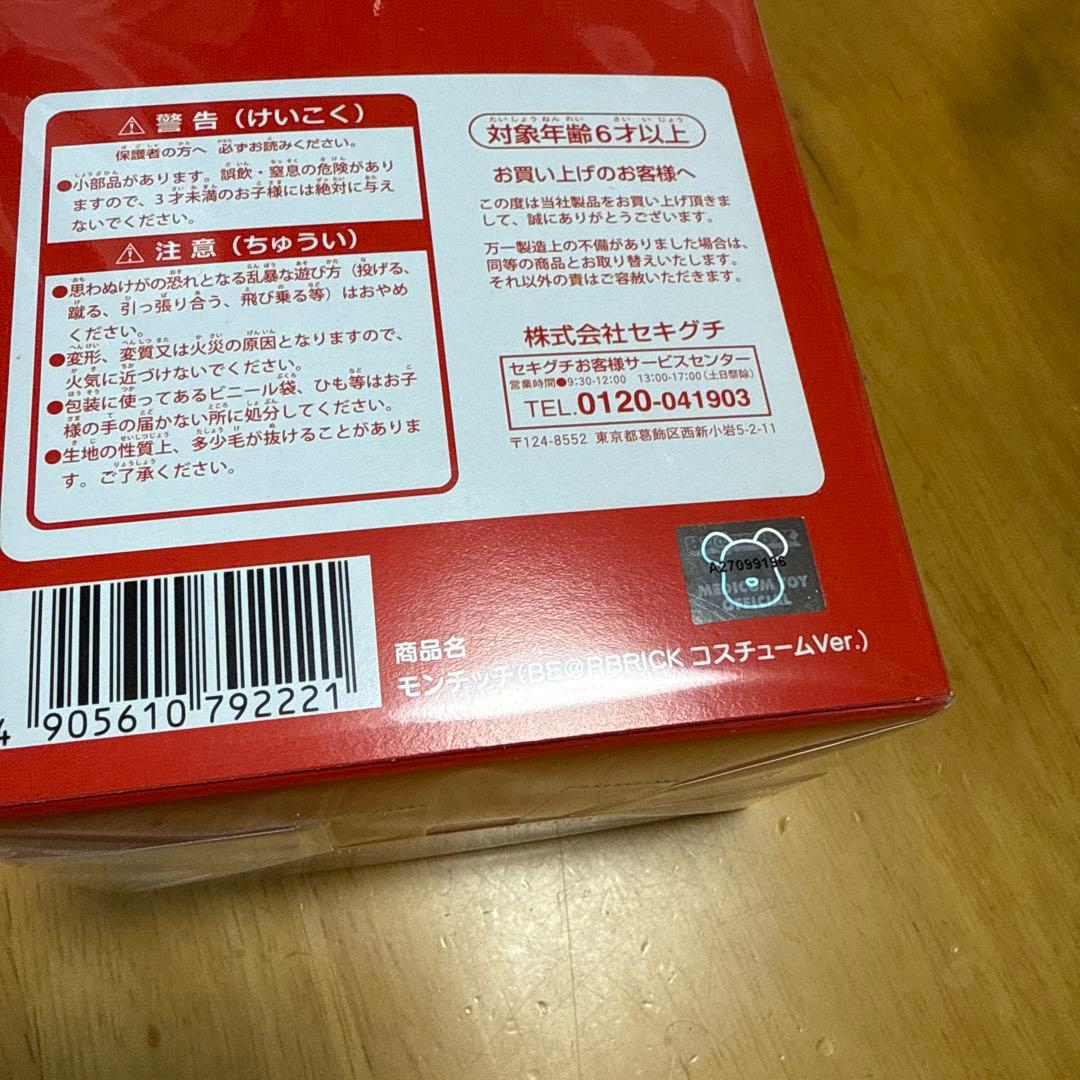 ⚠ 警告（けいこく）
保護者の方へ 必ずお読みください。
●小部品があります。誤飲・窒息の危険があり
ますので、3才未満のお子様には絶対に与え
ないでください。
⚠ 注意（ちゅうい）
●思わぬけがの恐れとなる乱暴な遊び方（投げる、
蹴る、引っ張り合う、飛び乗る等）はおやめ
ください。
●変形、変質又は火災の原因となりますので、
火気に近づけないでください。
●包装に使ってあるビニール袋、ひも等はお子
様の手の届かない所に処分してください。
●生地の性質上、多少毛が抜けることがありま
す。ご了承ください。
たいしょうねんれい さいいじょう
対象年齢6才以上
お買い上げのお客様へ
この度は当社製品をお買い上げ頂きま
して、誠にありがとうございます。
万一製造上の不備がありました場合は、
同等の商品とお取り替えいたします。
それ以外の責はご容赦いただきます。
株式会社セキグチ
セキグチお客様サービスセンター
営業時間●9:30-12:00 13:00-17:00(土日祭除)
TEL.0120-041903
〒124-8552 東京都葛飾区西新小岩5-2-11
A27099196
MEDICOM TOY
OFFICIAL
商品名
モンチッチ（BE@RBRICK コスチュームVer.）
4 905610 792221